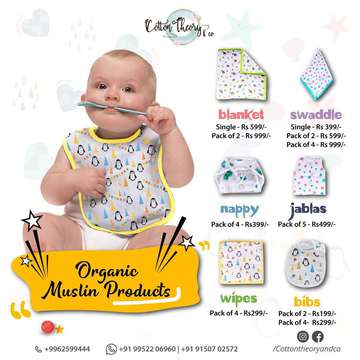 Cotton Theory
& co
blanket
Single - Rs 599/-
Pack of 2 - Rs 999/-
swaddle
Single - Rs 399/-
Pack of 2 - Rs 599/-
Pack of 4 - Rs 999/-
nappy
Pack of 4 - Rs399/-
jablas
Pack of 5 - Rs499/-
Organic
Muslin Products
wipes
Pack of 4 - Rs299/-
bibs
Pack of 2 - Rs199/-
Pack of 4- Rs299/-
+9962599444
+91 99522 06960 | +91 91507 02572
/Cottontheoryandco